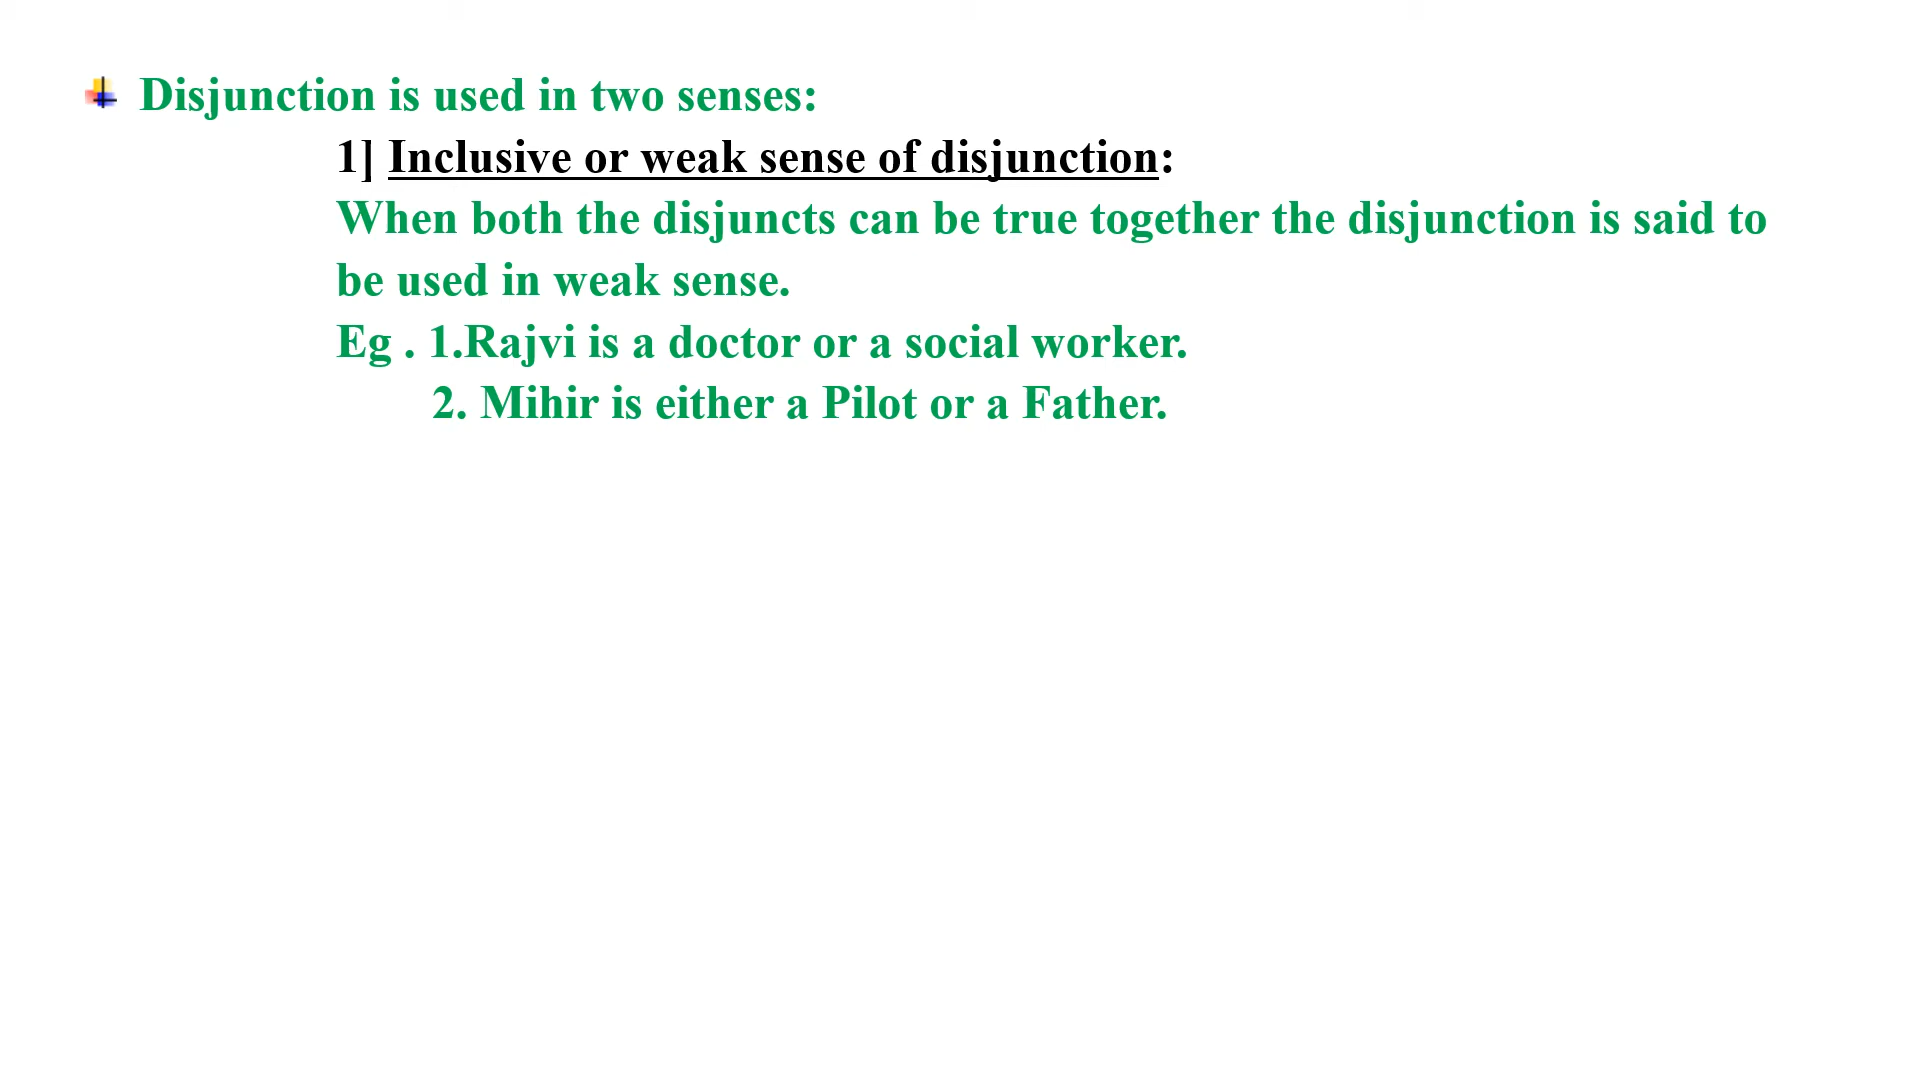 Disjunction is used in two senses:
1] Inclusive or weak sense of disjunction:
When both the disjuncts can be true together the disjunction is said to
be used in weak sense.
Eg . 1.Rajvi is a doctor or a social worker.
2. Mihir is either a Pilot or a Father.